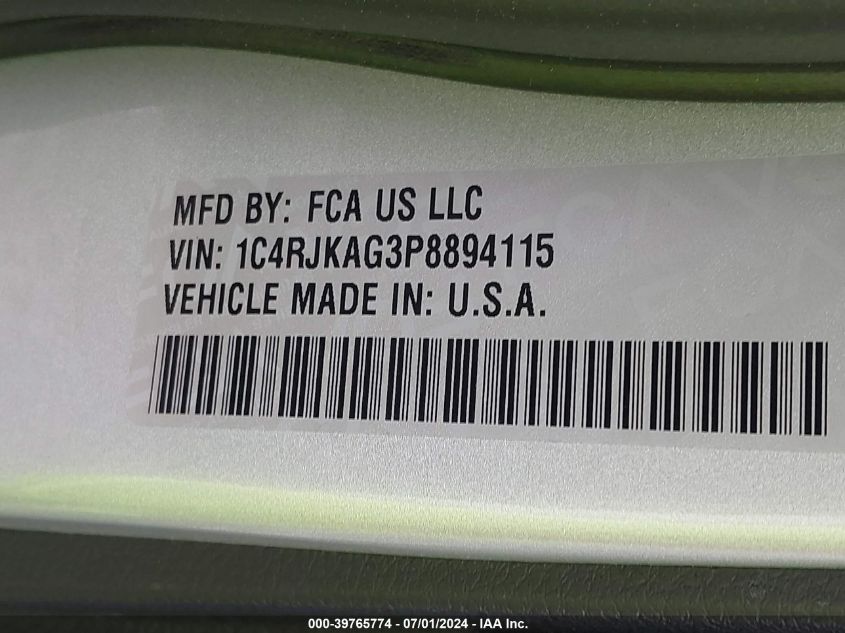 MFD BY: FCA US LLC
VIN: 1C4RJKAG3P8894115
VEHICLE MADE IN: U.S.A.
000-39765774 - 07/01/2024 - IAA Inc.